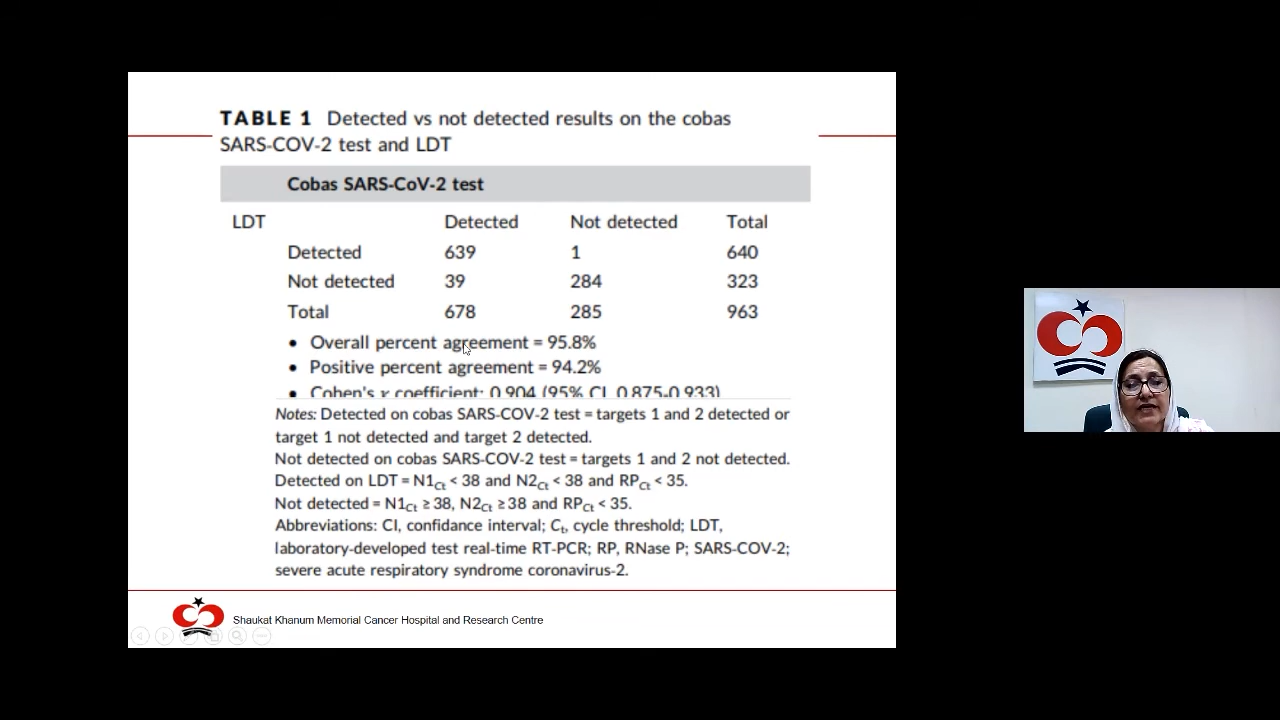 TABLE 1 Detected vs not detected results on the cobas
SARS-COV-2 test and LDT
Cobas SARS-CoV-2 test
LDT Detected Not detected Total
Detected 639 1 640
Not detected 39 284 323
Total 678 285 963
• Overall percent agreement = 95.8%
• Positive percent agreement = 94.2%
• Cohen's κ coefficient: 0.904 (95% CI, 0.875-0.933)
Notes: Detected on cobas SARS-COV-2 test = targets 1 and 2 detected or
target 1 not detected and target 2 detected.
Not detected on cobas SARS-COV-2 test = targets 1 and 2 not detected.
Detected on LDT = N1Ct < 38 and N2Ct < 38 and RPCt < 35.
Not detected = N1Ct ≥ 38, N2Ct ≥ 38 and RPCt < 35.
Abbreviations: CI, confidance interval; Ct, cycle threshold; LDT,
laboratory-developed test real-time RT-PCR; RP, RNase P; SARS-COV-2;
severe acute respiratory syndrome coronavirus-2.
Shaukat Khanum Memorial Cancer Hospital and Research Centre